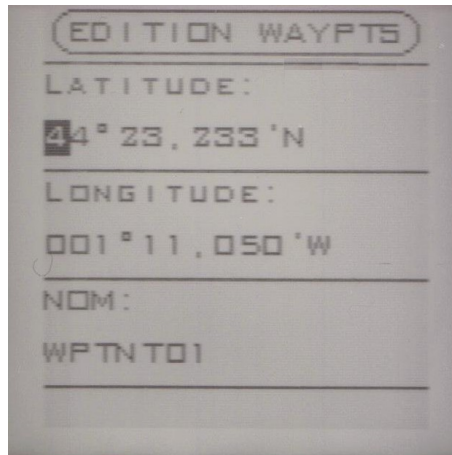 EDITION WAYPTS
LATITUDE:
44° 23,233'N
LONGITUDE:
001°11,050'W
NOM:
WPTNT01